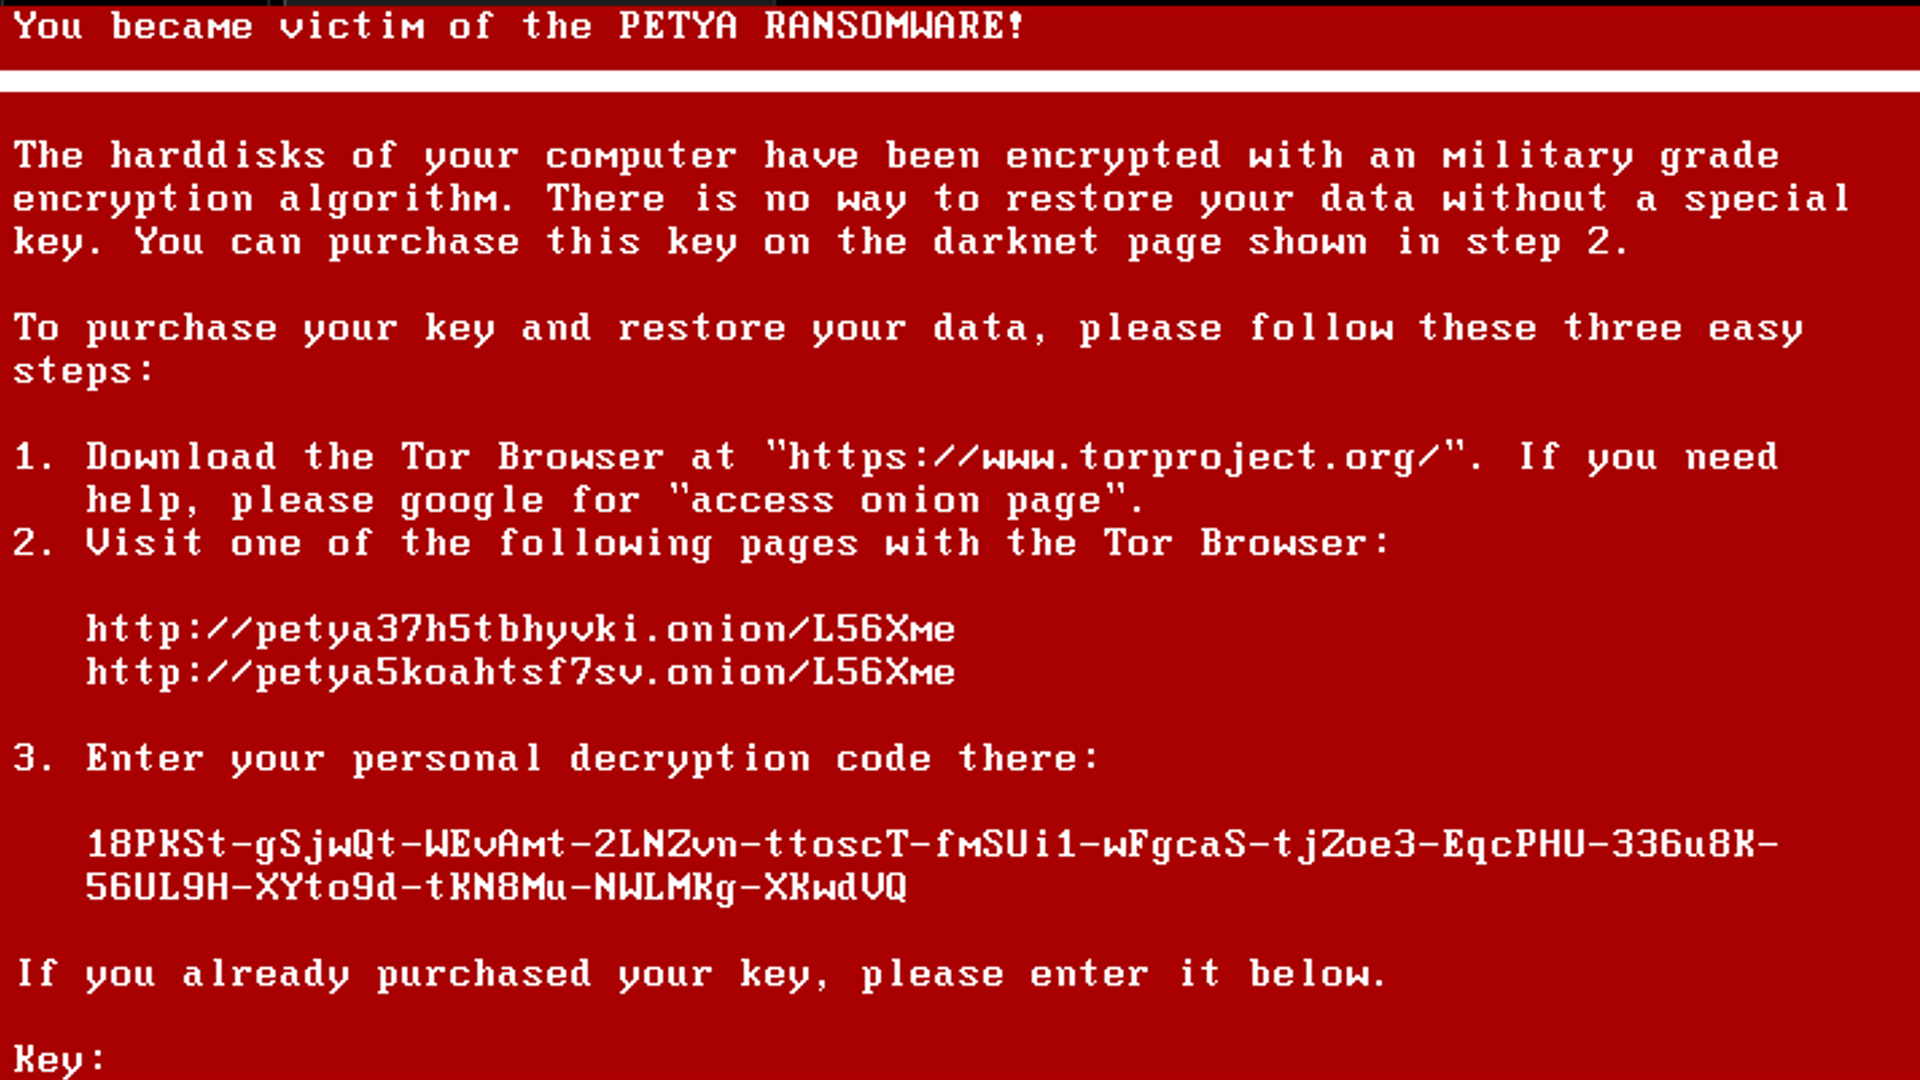 You became victim of the PETYA RANSOMWARE!
The harddisks of your computer have been encrypted with an military grade
encryption algorithm. There is no way to restore your data without a special
key. You can purchase this key on the darknet page shown in step 2.
To purchase your key and restore your data, please follow these three easy
steps:
1. Download the Tor Browser at "https://www.torproject.org/". If you need
help, please google for "access onion page".
2. Visit one of the following pages with the Tor Browser:
http://petya37h5tbhyvki.onion/L56Xme
http://petya5koahtsf7sv.onion/L56Xme
3. Enter your personal decryption code there:
18PKSt-gSjwQt-WEvAmt-2LNZvn-ttoscT-fmSUi1-wFgcaS-tjZoe3-EqcPHU-336u8K-
56UL9H-XYto9d-tKN8Mu-NWLMKg-XKwdVQ
If you already purchased your key, please enter it below.
Key: